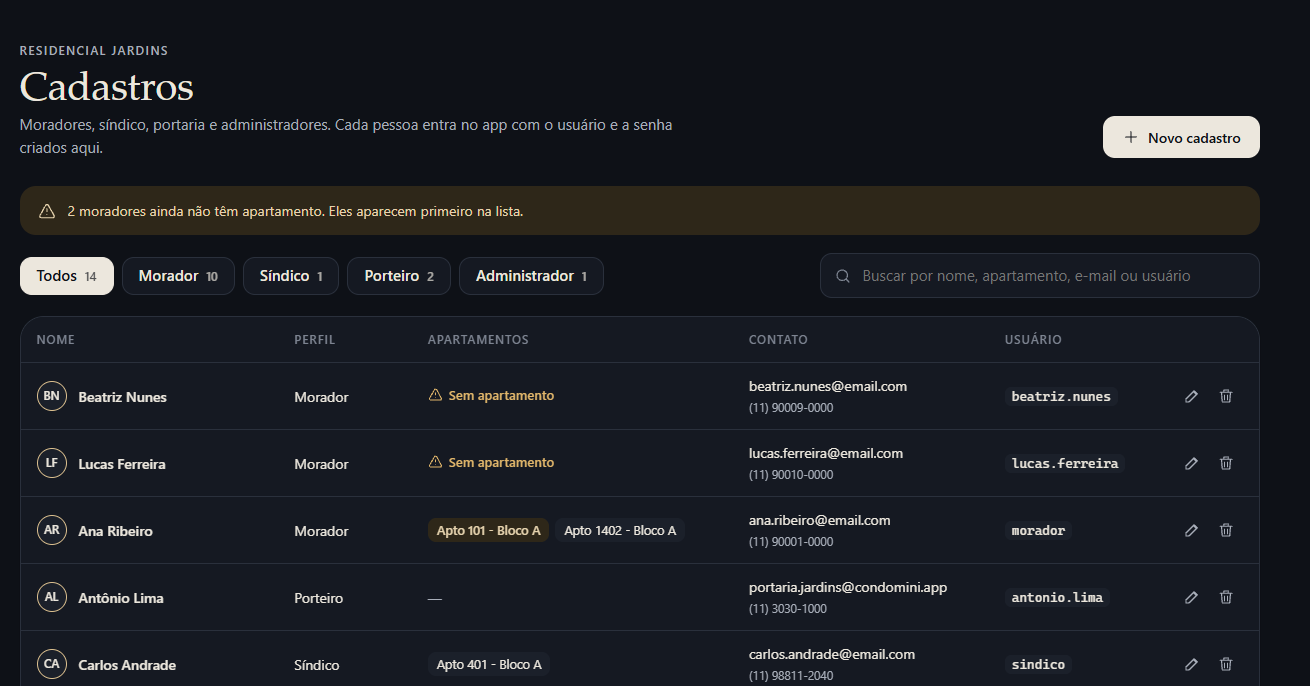 RESIDENCIAL JARDINS
Cadastros
Moradores, síndico, portaria e administradores. Cada pessoa entra no app com o usuário e a senha
criados aqui.
Novo cadastro
2 moradores ainda não têm apartamento. Eles aparecem primeiro na lista.
Todos 14 Morador 10 Síndico 1 Porteiro 2 Administrador 1 Buscar por nome, apartamento, e-mail ou usuário
NOME PERFIL APARTAMENTOS CONTATO USUÁRIO
BN Beatriz Nunes Morador Sem apartamento beatriz.nunes@email.com beatriz.nunes
(11) 90009-0000
LF Lucas Ferreira Morador Sem apartamento lucas.ferreira@email.com lucas.ferreira
(11) 90010-0000
AR Ana Ribeiro Morador Apto 101 - Bloco A Apto 1402 - Bloco A ana.ribeiro@email.com morador
(11) 90001-0000
AL Antônio Lima Porteiro — portaria.jardins@condomini.app antonio.lima
(11) 3030-1000
CA Carlos Andrade Síndico Apto 401 - Bloco A carlos.andrade@email.com sindico
(11) 98811-2040